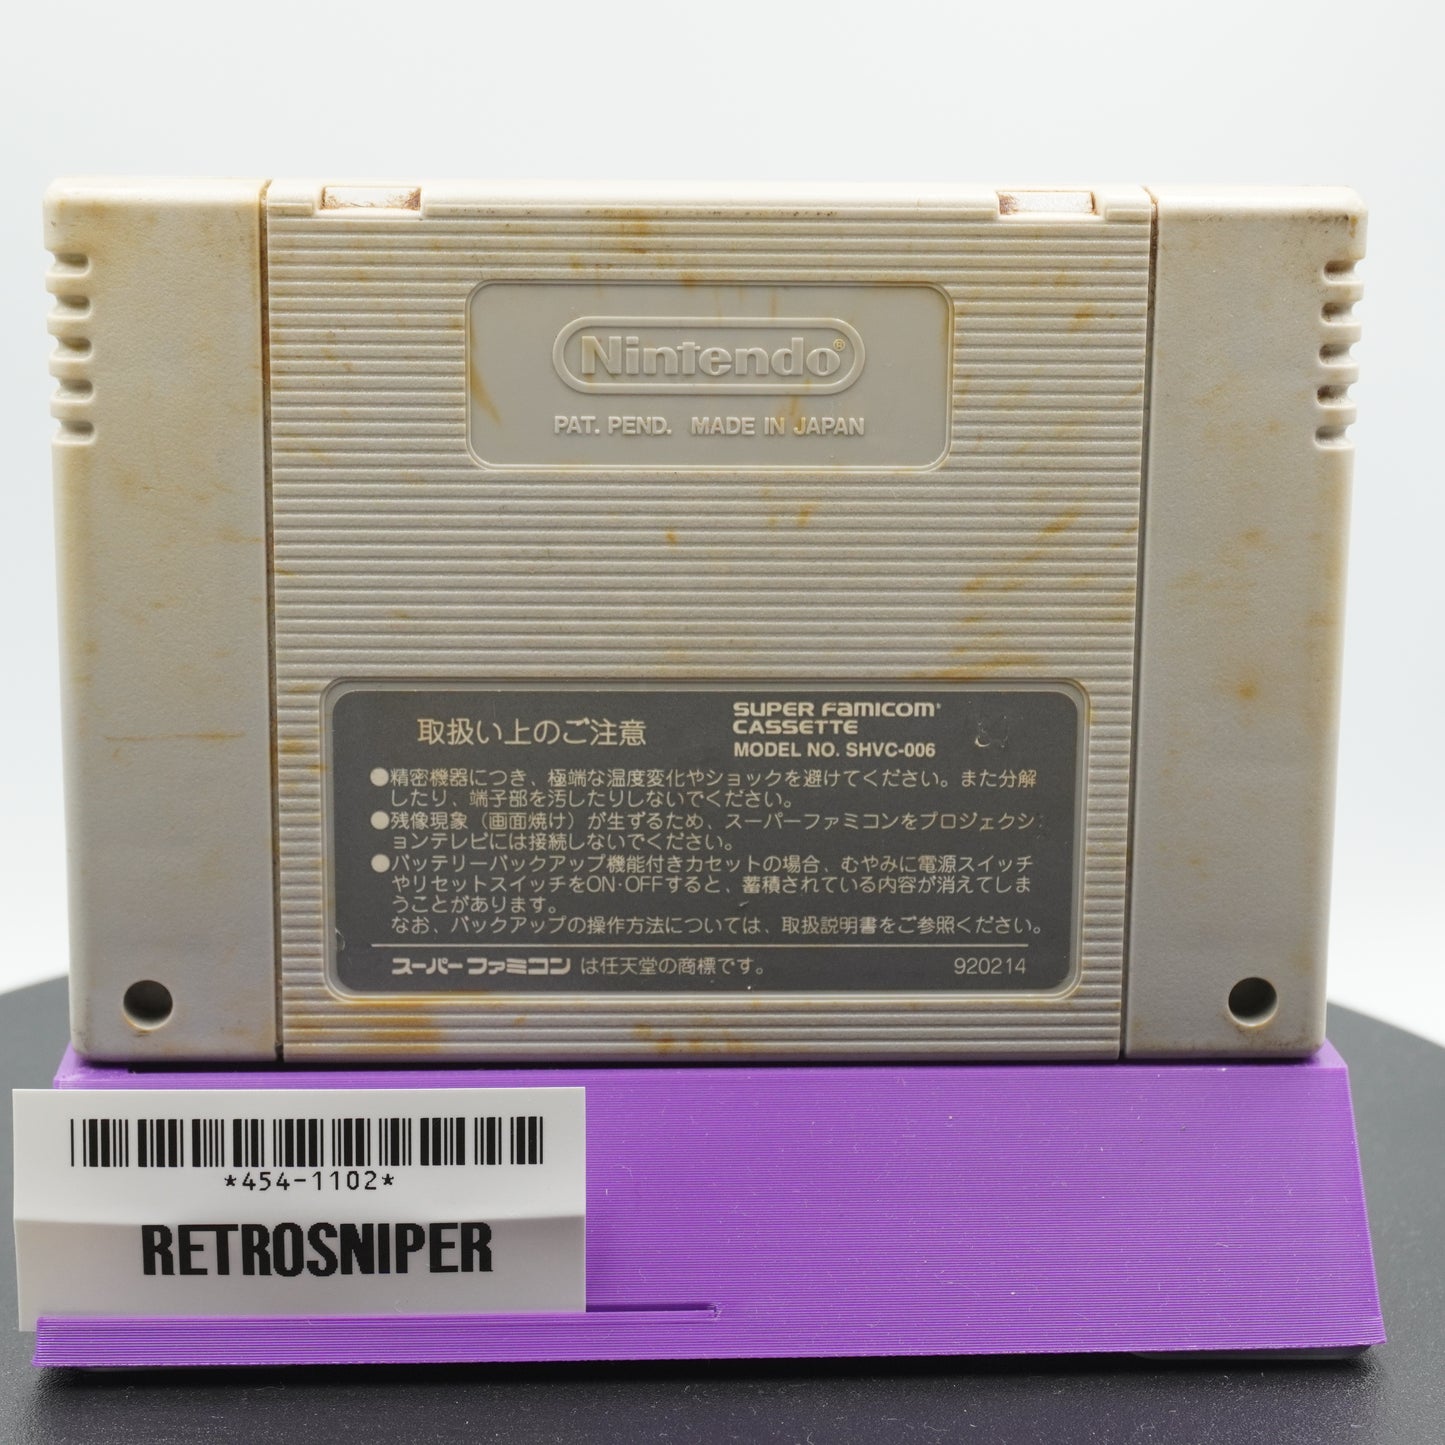 Nintendo®
PAT. PEND. MADE IN JAPAN
取扱い上のご注意
SUPER FAMICOM
CASSETTE
MODEL NO. SHVC-006
●精密機器につき、極端な温度変化やショックを避けてください。また分解
したり、端子部を汚したりしないでください。
●残像現象（画面焼け）が生ずるため、スーパーファミコンをプロジェクシ
ョンテレビには接続しないでください。
●バッテリーバックアップ機能付きカセットの場合、むやみに電源スイッチ
やリセットスイッチをON·OFFすると、蓄積されている内容が消えてしま
うことがあります。
なお、バックアップの操作方法については、取扱説明書をご参照ください。
スーパーファミコン は任天堂の商標です。
920214
*454-1102*
RETROSNIPER